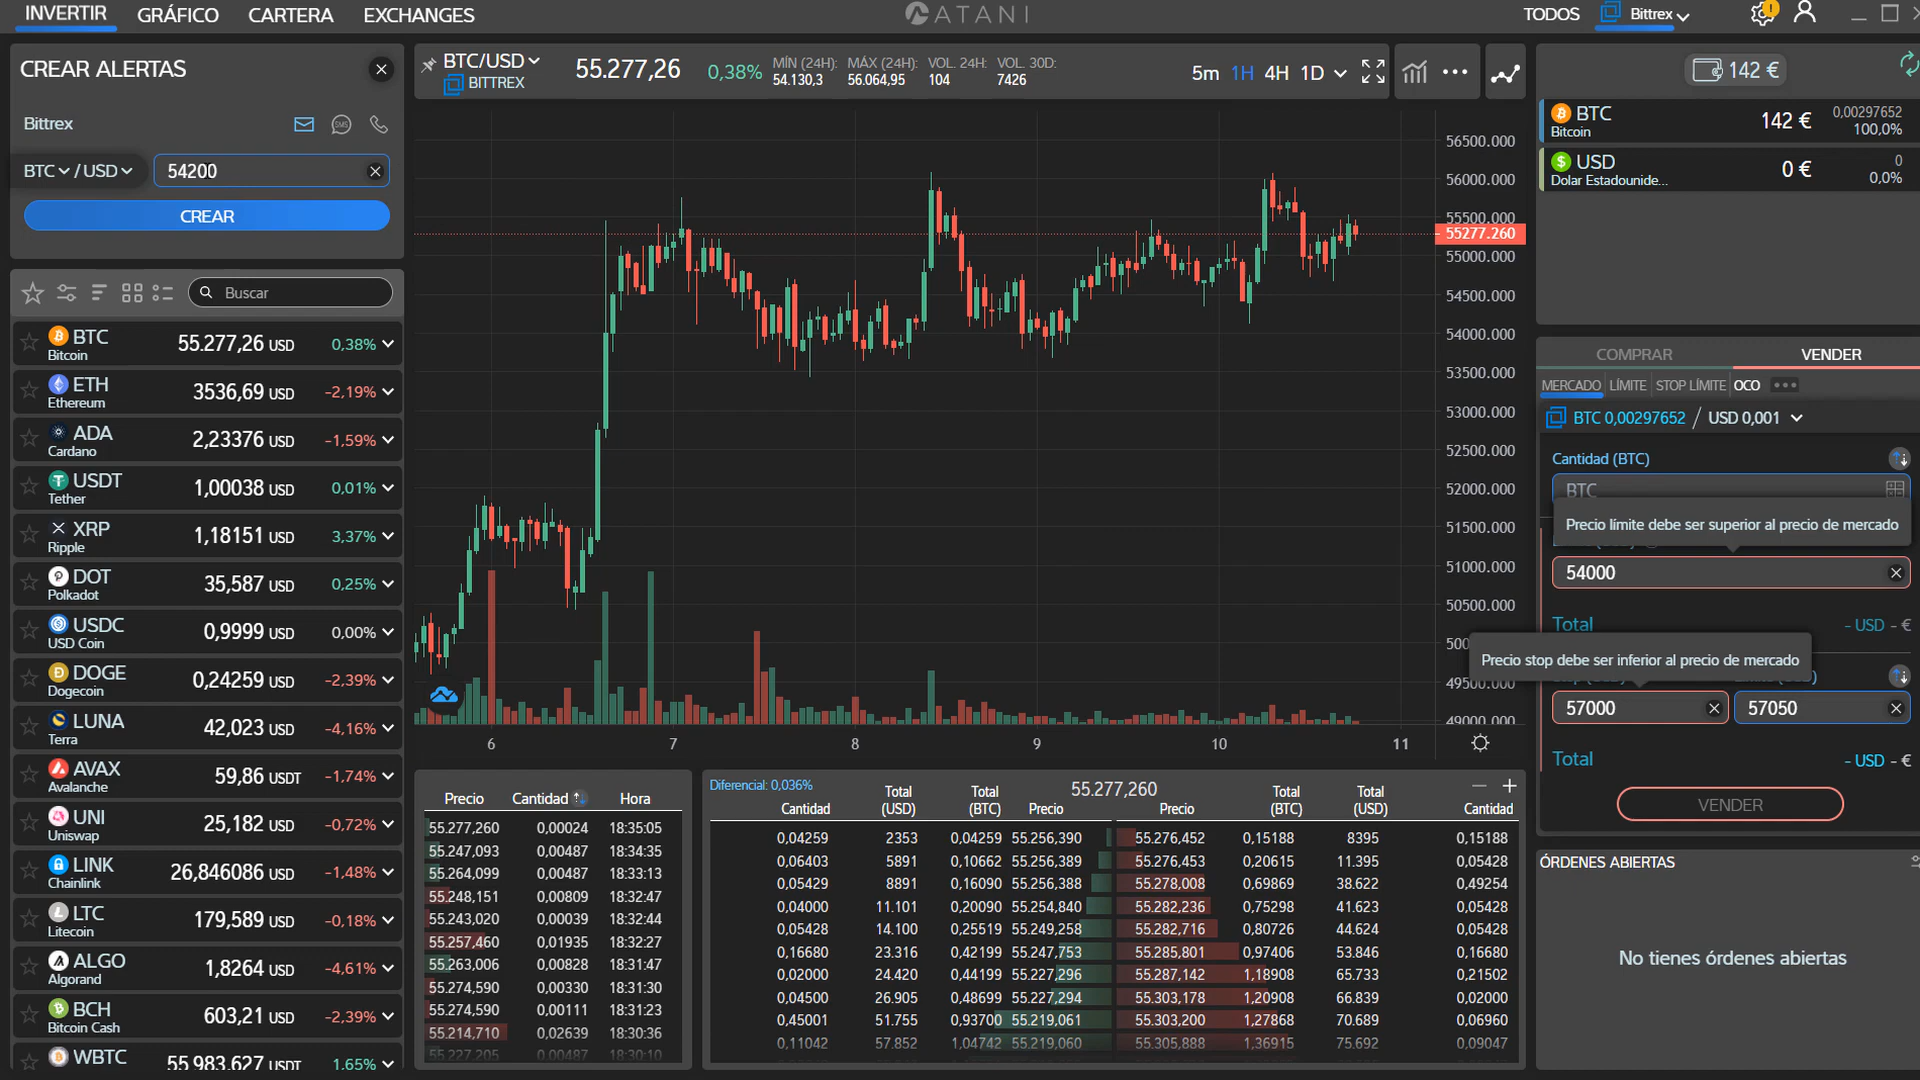 INVERTIR
GRÁFICO
CARTERA
EXCHANGES
ATANI
TODOS
Bittrex
CREAR ALERTAS
Bittrex
BTC / USD
54200
CREAR
Buscar
BTC 55.277,26 USD 0,38%
Bitcoin
ETH 3536,69 USD -2,19%
Ethereum
ADA 2,23376 USD -1,59%
Cardano
USDT 1,00038 USD 0,01%
Tether
XRP 1,18151 USD 3,37%
Ripple
DOT 35,587 USD 0,25%
Polkadot
USDC 0,9999 USD 0,00%
USD Coin
DOGE 0,24259 USD -2,39%
Dogecoin
LUNA 42,023 USD -4,16%
Terra
AVAX 59,86 USDT -1,74%
Avalanche
UNI 25,182 USD -0,72%
Uniswap
LINK 26,846086 USD -1,48%
Chainlink
LTC 179,589 USD -0,18%
Litecoin
ALGO 1,8264 USD -4,61%
Algorand
BCH 603,21 USD -2,39%
Bitcoin Cash
WBTC 55.983,627 USDT 1,65%
BTC/USD
BITTREX
55.277,26
0,38%
MÍN (24H): MÁX (24H): VOL. 24H: VOL. 30D:
54.130,3 56.064,95 104 7426
5m 1H 4H 1D
56500.000
56000.000
55500.000
55277.260
55000.000
54500.000
54000.000
53500.000
53000.000
52500.000
52000.000
51500.000
51000.000
50500.000
49000.000
6 7 8 9 10 11
Precio Cantidad Hora
55.277,260 0,00024 18:35:05
55.247,093 0,00487 18:34:35
55.264,099 0,00487 18:33:13
55.248,151 0,00809 18:32:47
55.243,020 0,00039 18:32:44
55.257,460 0,01935 18:32:27
55.263,006 0,00828 18:31:47
55.274,590 0,00330 18:31:30
55.274,590 0,00111 18:31:23
55.214,710 0,02639 18:30:36
55.227,205 0,00487 18:30:10
Diferencial: 0,036%
55.277,260
Cantidad Total (USD) Total (BTC) Precio Precio Total (BTC) Total (USD) Cantidad
0,04259 2353 0,04259 55.256,390 55.276,452 0,15188 8395 0,15188
0,06403 5891 0,10662 55.256,389 55.276,453 0,20615 11.395 0,05428
0,05429 8891 0,16090 55.256,388 55.278,008 0,69869 38.622 0,49254
0,04000 11.101 0,20090 55.254,840 55.282,236 0,75298 41.623 0,05428
0,05428 14.100 0,25519 55.249,258 55.282,716 0,80726 44.624 0,05428
0,16680 23.316 0,42199 55.247,753 55.285,801 0,97406 53.846 0,16680
0,02000 24.420 0,44199 55.227,296 55.287,142 1,18908 65.733 0,21502
0,04500 26.905 0,48699 55.227,294 55.303,178 1,20908 66.839 0,02000
0,45001 51.755 0,93700 55.219,061 55.303,200 1,27868 70.689 0,06960
0,11042 57.852 1,04742 55.219,060 55.305,888 1,36915 75.692 0,09047
142 €
BTC 142 € 0,00297652
Bitcoin 100,0%
USD 0 € 0
Dolar Estadounide... 0,0%
COMPRAR
VENDER
MERCADO LÍMITE STOP LÍMITE OCO
BTC 0,00297652 / USD 0,001
Cantidad (BTC)
BTC
Precio límite debe ser superior al precio de mercado
54000
Total - USD - €
Precio stop debe ser inferior al precio de mercado
57000
57050
Total - USD - €
VENDER
ÓRDENES ABIERTAS
No tienes órdenes abiertas